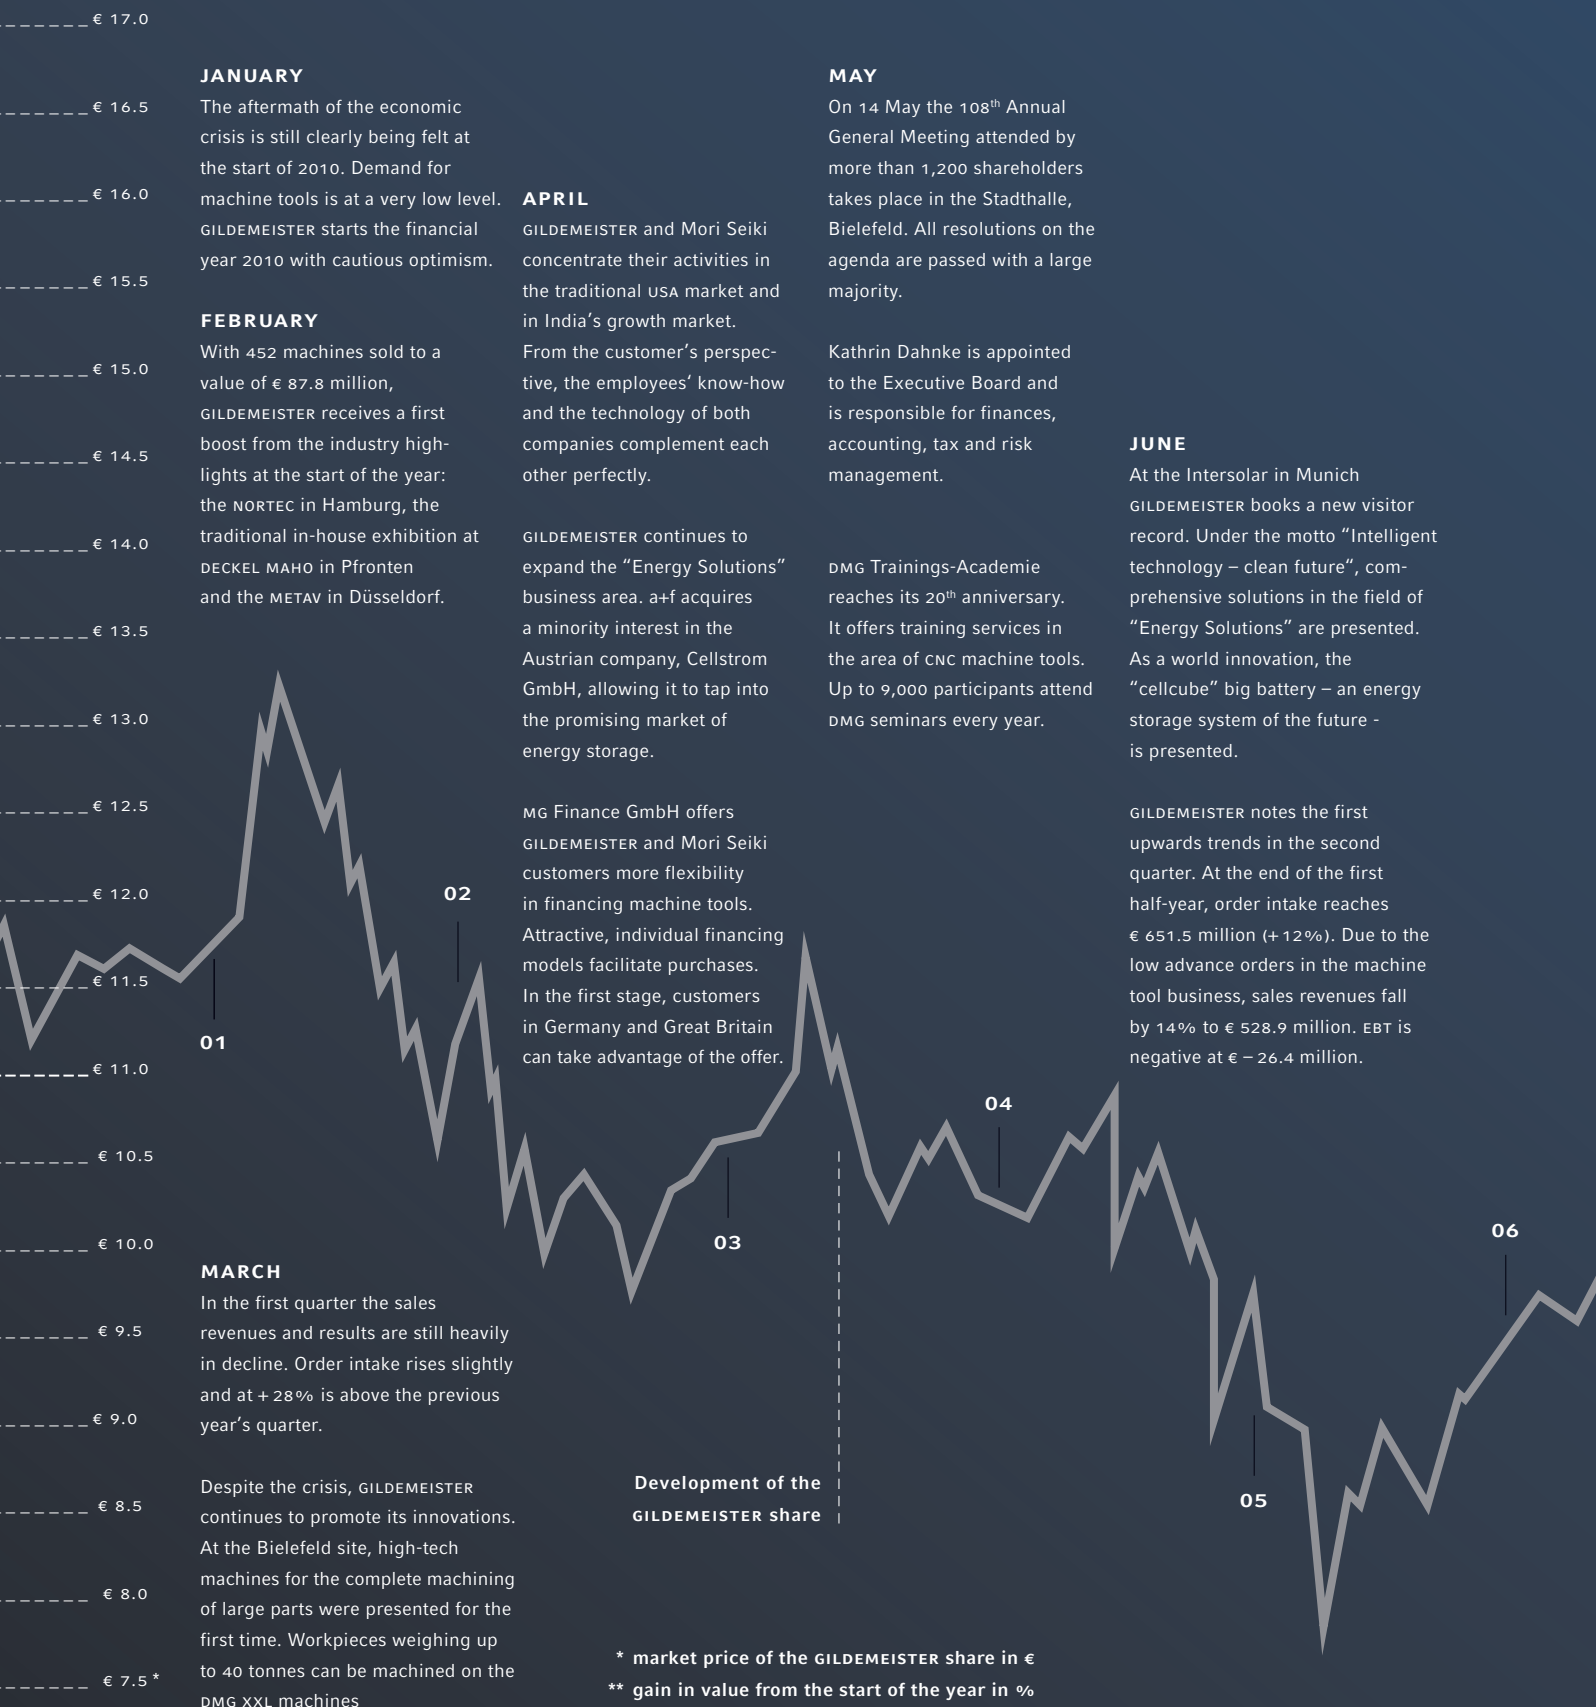 € 17.0
€ 16.5
€ 16.0
€ 15.5
€ 15.0
€ 14.5
€ 14.0
€ 13.5
€ 13.0
€ 12.5
€ 12.0
€ 11.5
€ 11.0
€ 10.5
€ 10.0
€ 9.5
€ 9.0
€ 8.5
€ 8.0
€ 7.5 *
JANUARY
The aftermath of the economic
crisis is still clearly being felt at
the start of 2010. Demand for
machine tools is at a very low level.
GILDEMEISTER starts the financial
year 2010 with cautious optimism.
FEBRUARY
With 452 machines sold to a
value of € 87.8 million,
GILDEMEISTER receives a first
boost from the industry high-
lights at the start of the year:
the NORTEC in Hamburg, the
traditional in-house exhibition at
DECKEL MAHO in Pfronten
and the METAV in Düsseldorf.
MARCH
In the first quarter the sales
revenues and results are still heavily
in decline. Order intake rises slightly
and at + 28% is above the previous
year’s quarter.
Despite the crisis, GILDEMEISTER
continues to promote its innovations.
At the Bielefeld site, high-tech
machines for the complete machining
of large parts were presented for the
first time. Workpieces weighing up
to 40 tonnes can be machined on the
DMG XXL machines
APRIL
GILDEMEISTER and Mori Seiki
concentrate their activities in
the traditional USA market and
in India’s growth market.
From the customer’s perspec-
tive, the employees‘ know-how
and the technology of both
companies complement each
other perfectly.
GILDEMEISTER continues to
expand the “Energy Solutions”
business area. a+f acquires
a minority interest in the
Austrian company, Cellstrom
GmbH, allowing it to tap into
the promising market of
energy storage.
MG Finance GmbH offers
GILDEMEISTER and Mori Seiki
customers more flexibility
in financing machine tools.
Attractive, individual financing
models facilitate purchases.
In the first stage, customers
in Germany and Great Britain
can take advantage of the offer.
MAY
On 14 May the 108th Annual
General Meeting attended by
more than 1,200 shareholders
takes place in the Stadthalle,
Bielefeld. All resolutions on the
agenda are passed with a large
majority.
Kathrin Dahnke is appointed
to the Executive Board and
is responsible for finances,
accounting, tax and risk
management.
DMG Trainings-Academie
reaches its 20th anniversary.
It offers training services in
the area of CNC machine tools.
Up to 9,000 participants attend
DMG seminars every year.
JUNE
At the Intersolar in Munich
GILDEMEISTER books a new visitor
record. Under the motto “Intelligent
technology – clean future“, com-
prehensive solutions in the field of
“Energy Solutions” are presented.
As a world innovation, the
“cellcube” big battery – an energy
storage system of the future -
is presented.
GILDEMEISTER notes the first
upwards trends in the second
quarter. At the end of the first
half-year, order intake reaches
€ 651.5 million (+ 12%). Due to the
low advance orders in the machine
tool business, sales revenues fall
by 14% to € 528.9 million. EBT is
negative at € – 26.4 million.
01
02
03
04
05
06
Development of the
GILDEMEISTER share
* market price of the GILDEMEISTER share in €
** gain in value from the start of the year in %